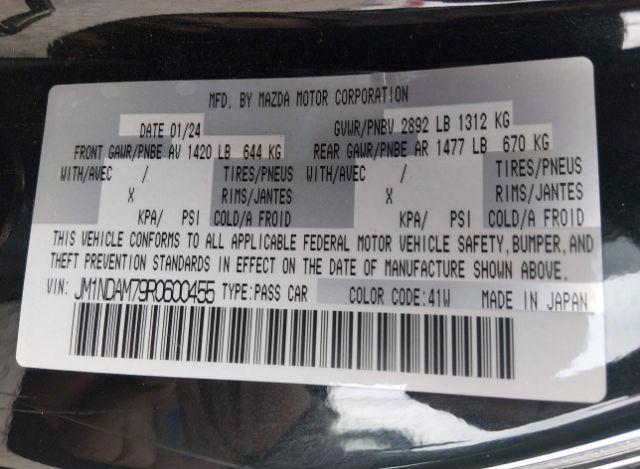 MFD. BY MAZDA MOTOR CORPORATION
DATE 01/24 GVWR/PNBV 2892 LB 1312 KG
FRONT GAWR/PNBE AV 1420 LB 644 KG REAR GAWR/PNBE AR 1477 LB 670 KG
WITH/AVEC / TIRES/PNEUS WITH/AVEC / TIRES/PNEUS
X RIMS/JANTES X RIMS/JANTES
KPA/ PSI COLD/A FROID KPA/ PSI COLD/A FROID
THIS VEHICLE CONFORMS TO ALL APPLICABLE FEDERAL MOTOR VEHICLE SAFETY, BUMPER, AND
THEFT PREVENTION STANDARDS IN EFFECT ON THE DATE OF MANUFACTURE SHOWN ABOVE.
VIN: JM1NDAM79R0600455 TYPE:PASS CAR COLOR CODE:41W MADE IN JAPAN